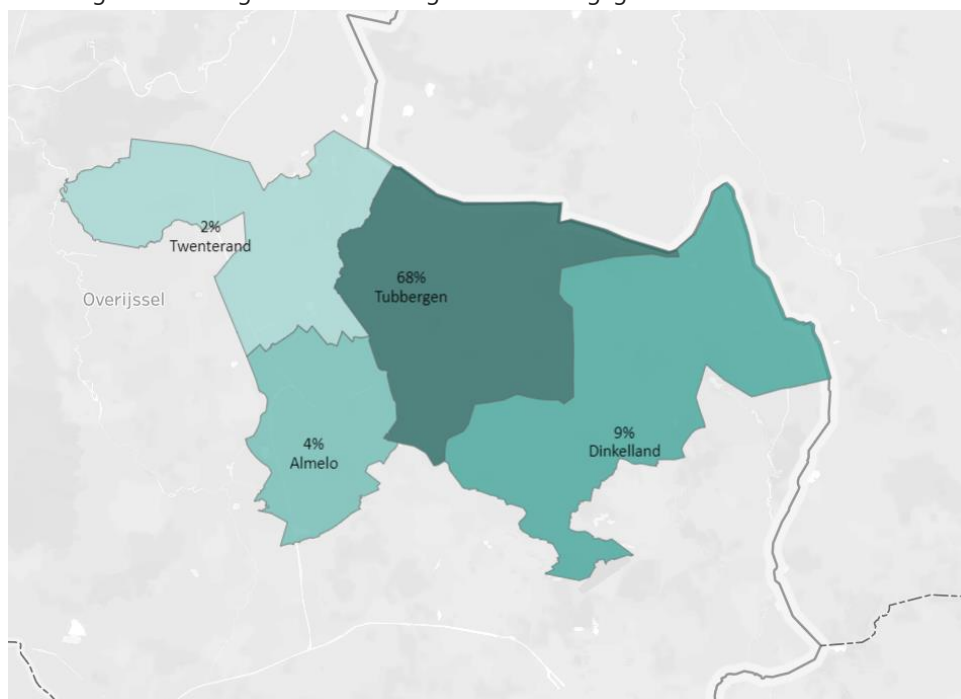 2%
Twenterand
68%
Tubbergen
Overijssel
4%
Almelo
9%
Dinkelland